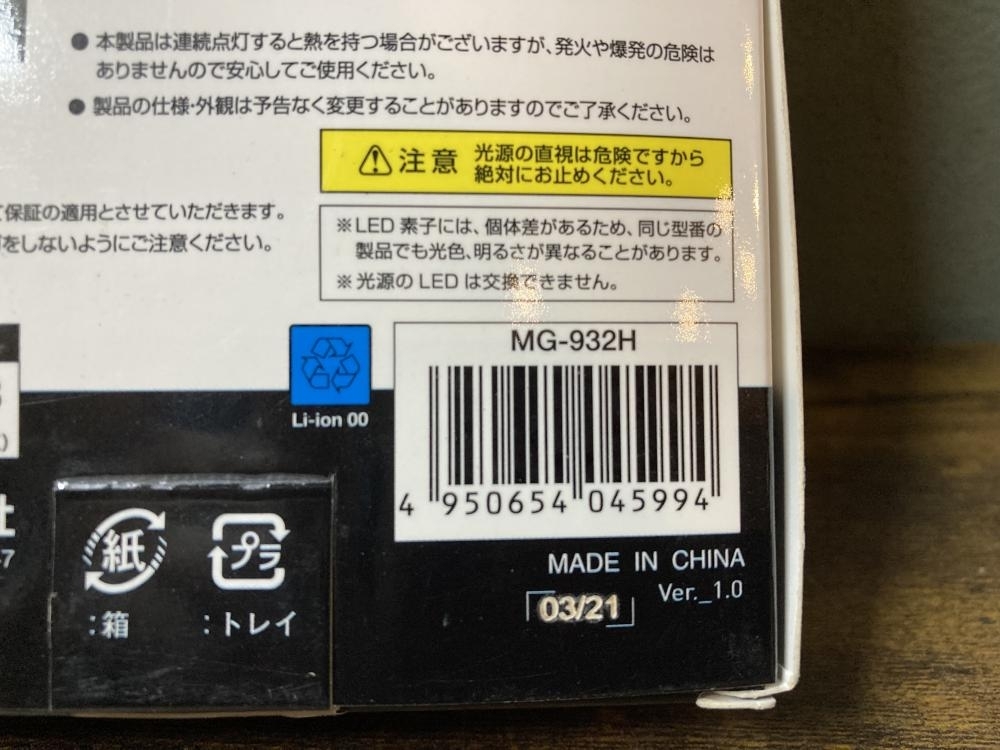 ● 本製品は連続点灯すると熱を持つ場合がございますが、発火や爆発の危険は
ありませんので安心してご使用ください。
● 製品の仕様・外観は予告なく変更することがありますのでご了承ください。
⚠注意 光源の直視は危険ですから
絶対にお止めください。
て保証の適用とさせていただきます。
をしないようにご注意ください。
※LED 素子には、個体差があるため、同じ型番の
製品でも光色、明るさが異なることがあります。
※光源のLEDは交換できません。
MG-932H
Li-ion 00
4 950654 045994
社
紙
プラ
:箱
:トレイ
MADE IN CHINA
Ver._1.0
03/21